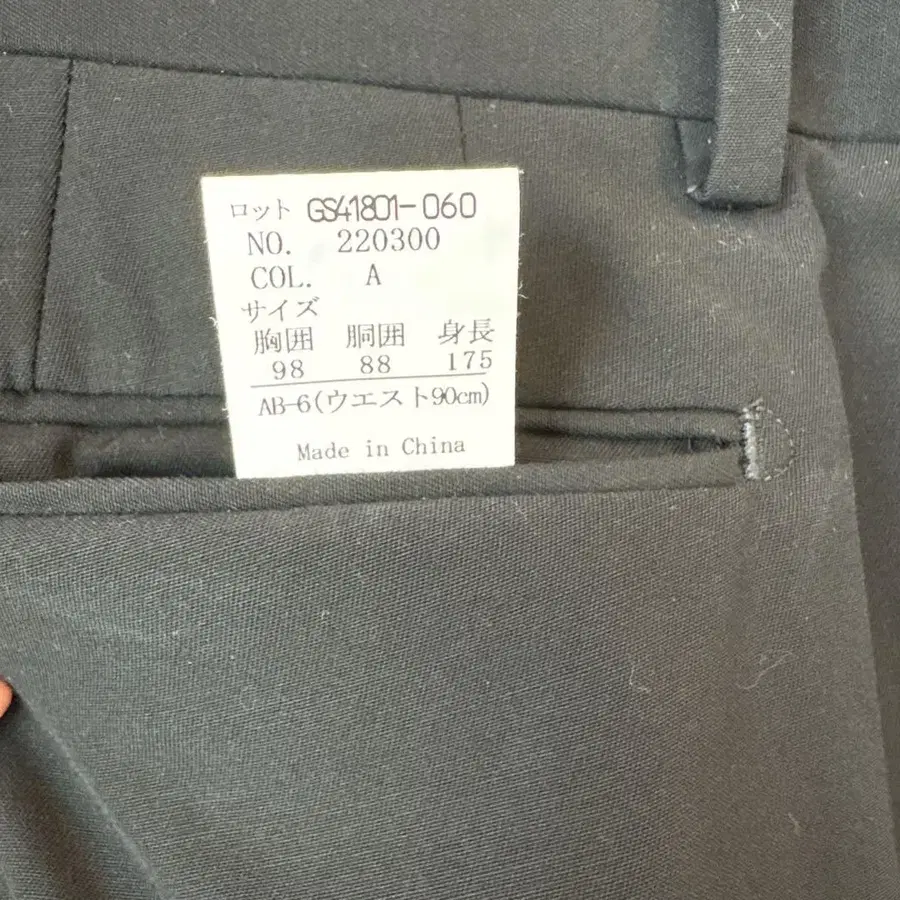 ロット GS41801-060
NO. 220300
COL. A
サイズ
胸囲 胴囲 身長
98 88 175
AB-6(ウエスト90cm)
Made in China